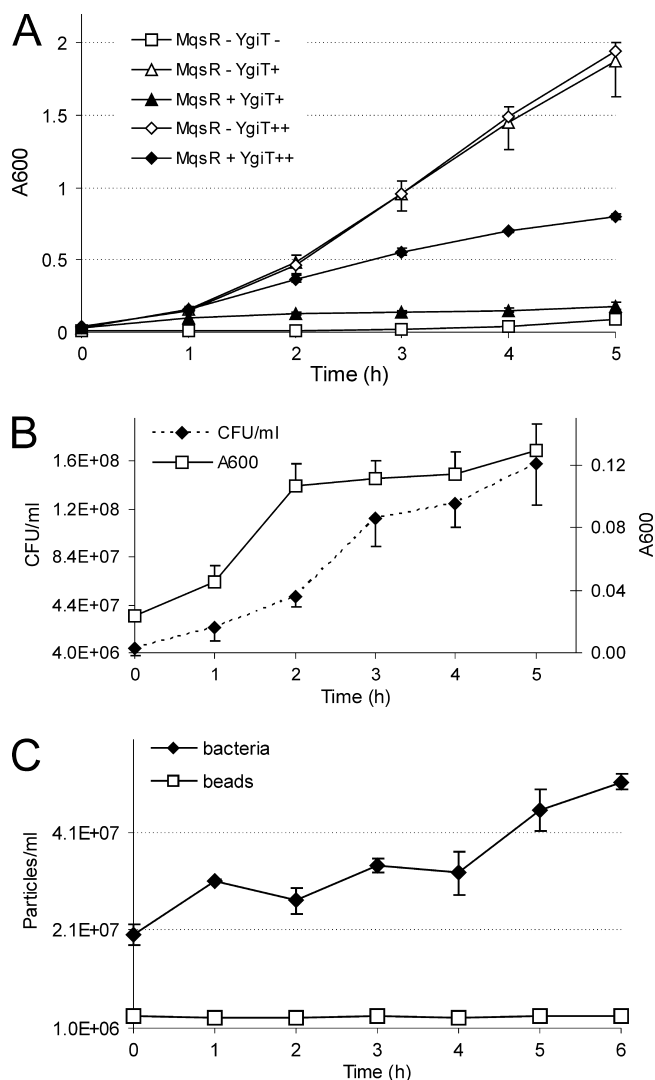 A
MqsR - YgiT -
MqsR - YgiT+
MqsR + YgiT+
MqsR - YgiT++
MqsR + YgiT++
2
1.5
1
0.5
0
A600
0 1 2 3 4 5
Time (h)
B
CFU/ml
A600
1.6E+08
1.2E+08
8.4E+07
4.4E+07
4.0E+06
CFU/ml
0.12
0.08
0.04
0.00
A600
0 1 2 3 4 5
Time (h)
C
bacteria
beads
4.1E+07
2.1E+07
1.0E+06
Particles/ml
0 1 2 3 4 5 6
Time (h)